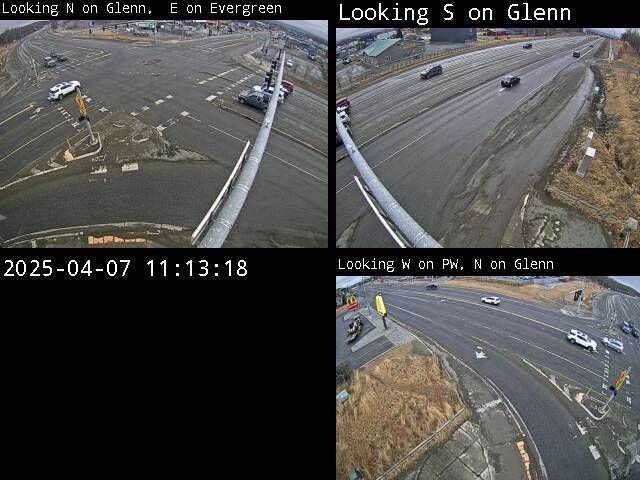 Looking N on Glenn,  E on Evergreen
Looking S on Glenn
2025-04-07 11:13:18
Looking W on PW, N on Glenn